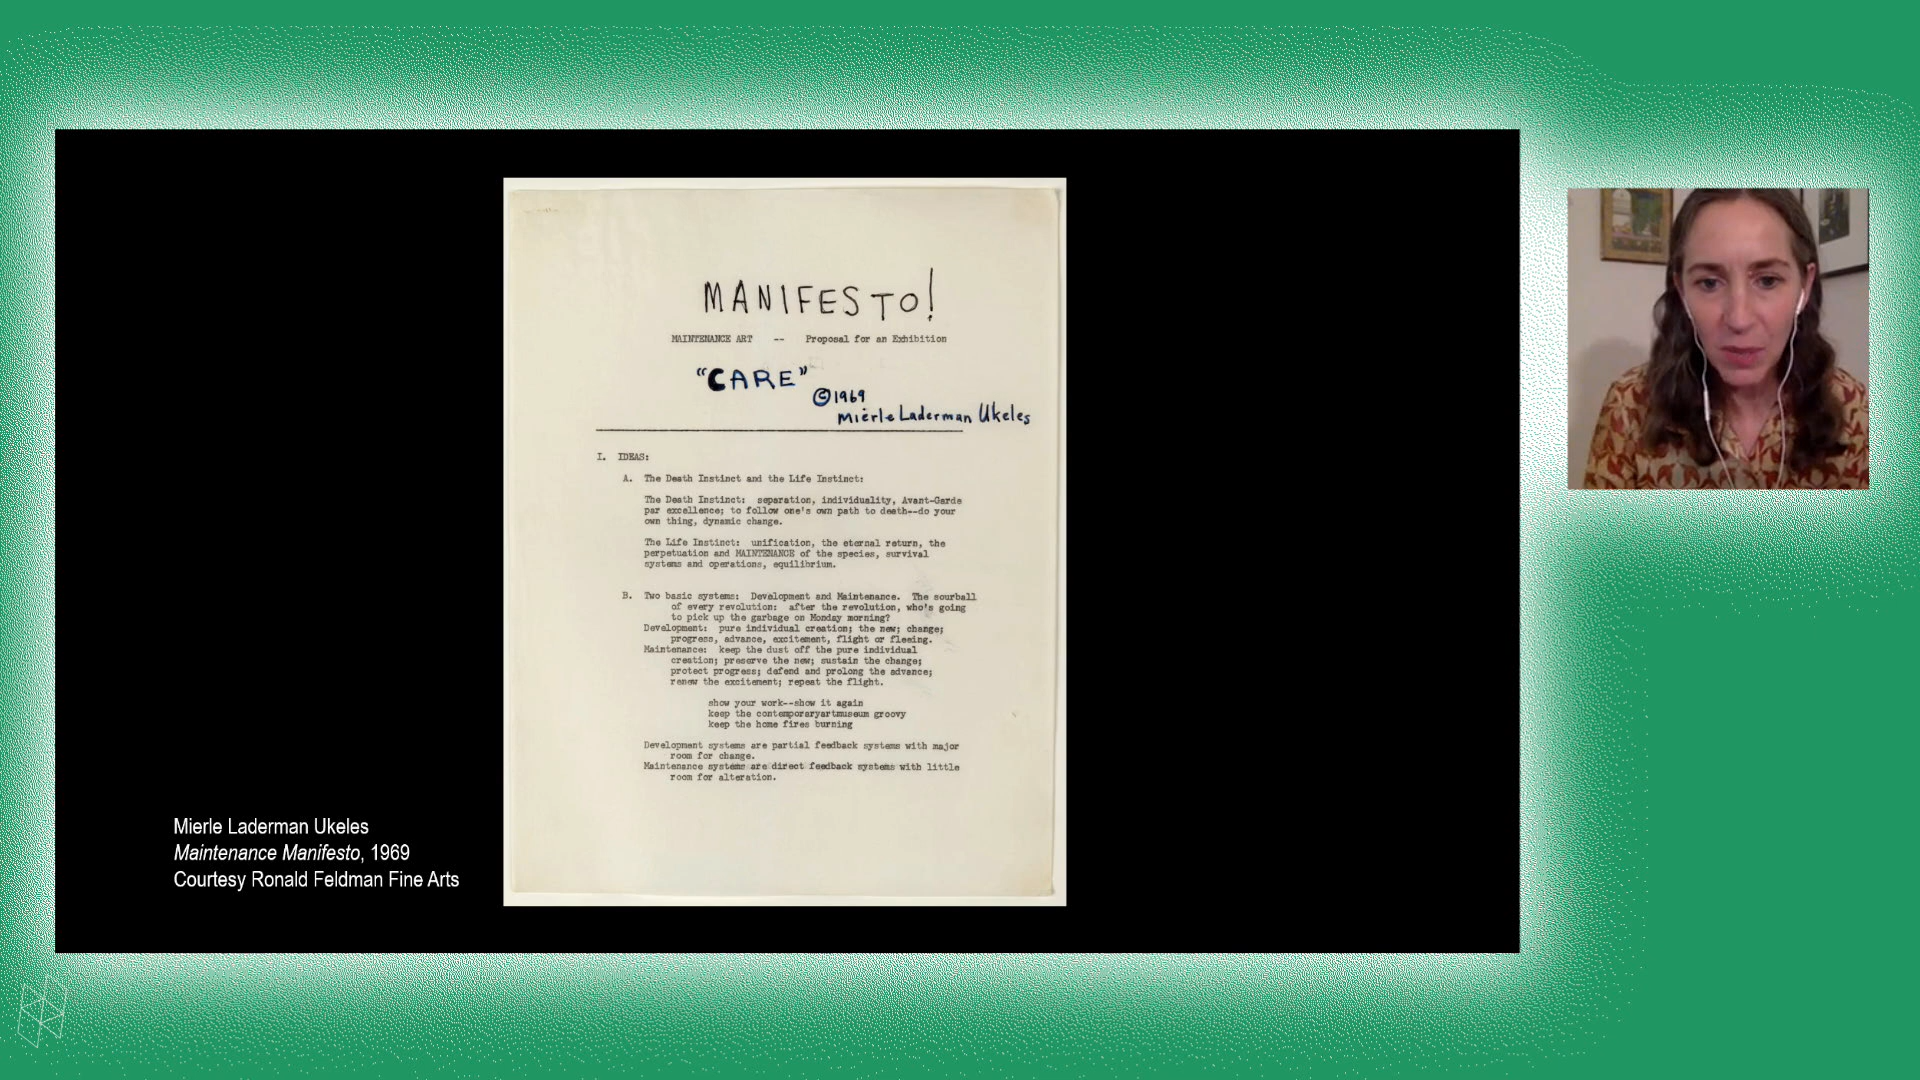 MANIFESTO!
MAINTENANCE ART -- Proposal for an Exhibition
"CARE"
©1969
Mierle Laderman Ukeles
I. IDEAS:
A. The Death Instinct and the Life Instinct:
The Death Instinct: separation, individuality, Avant-Garde
par excellence; to follow one's own path to death--do your
own thing, dynamic change.
The Life Instinct: unification, the eternal return, the
perpetuation and MAINTENANCE of the species, survival
systems and operations, equilibrium.
B. Two basic systems: Development and Maintenance. The sourball
of every revolution: after the revolution, who's going
to pick up the garbage on Monday morning?
Development: pure individual creation; the new; change;
progress, advance, excitement, flight or fleeing.
Maintenance: keep the dust off the pure individual
creation; preserve the new; sustain the change;
protect progress; defend and prolong the advance;
renew the excitement; repeat the flight.
show your work--show it again
keep the contemporaryartmuseum groovy
keep the home fires burning
Development systems are partial feedback systems with major
room for change.
Maintenance systems are direct feedback systems with little
room for alteration.
Mierle Laderman Ukeles
Maintenance Manifesto, 1969
Courtesy Ronald Feldman Fine Arts